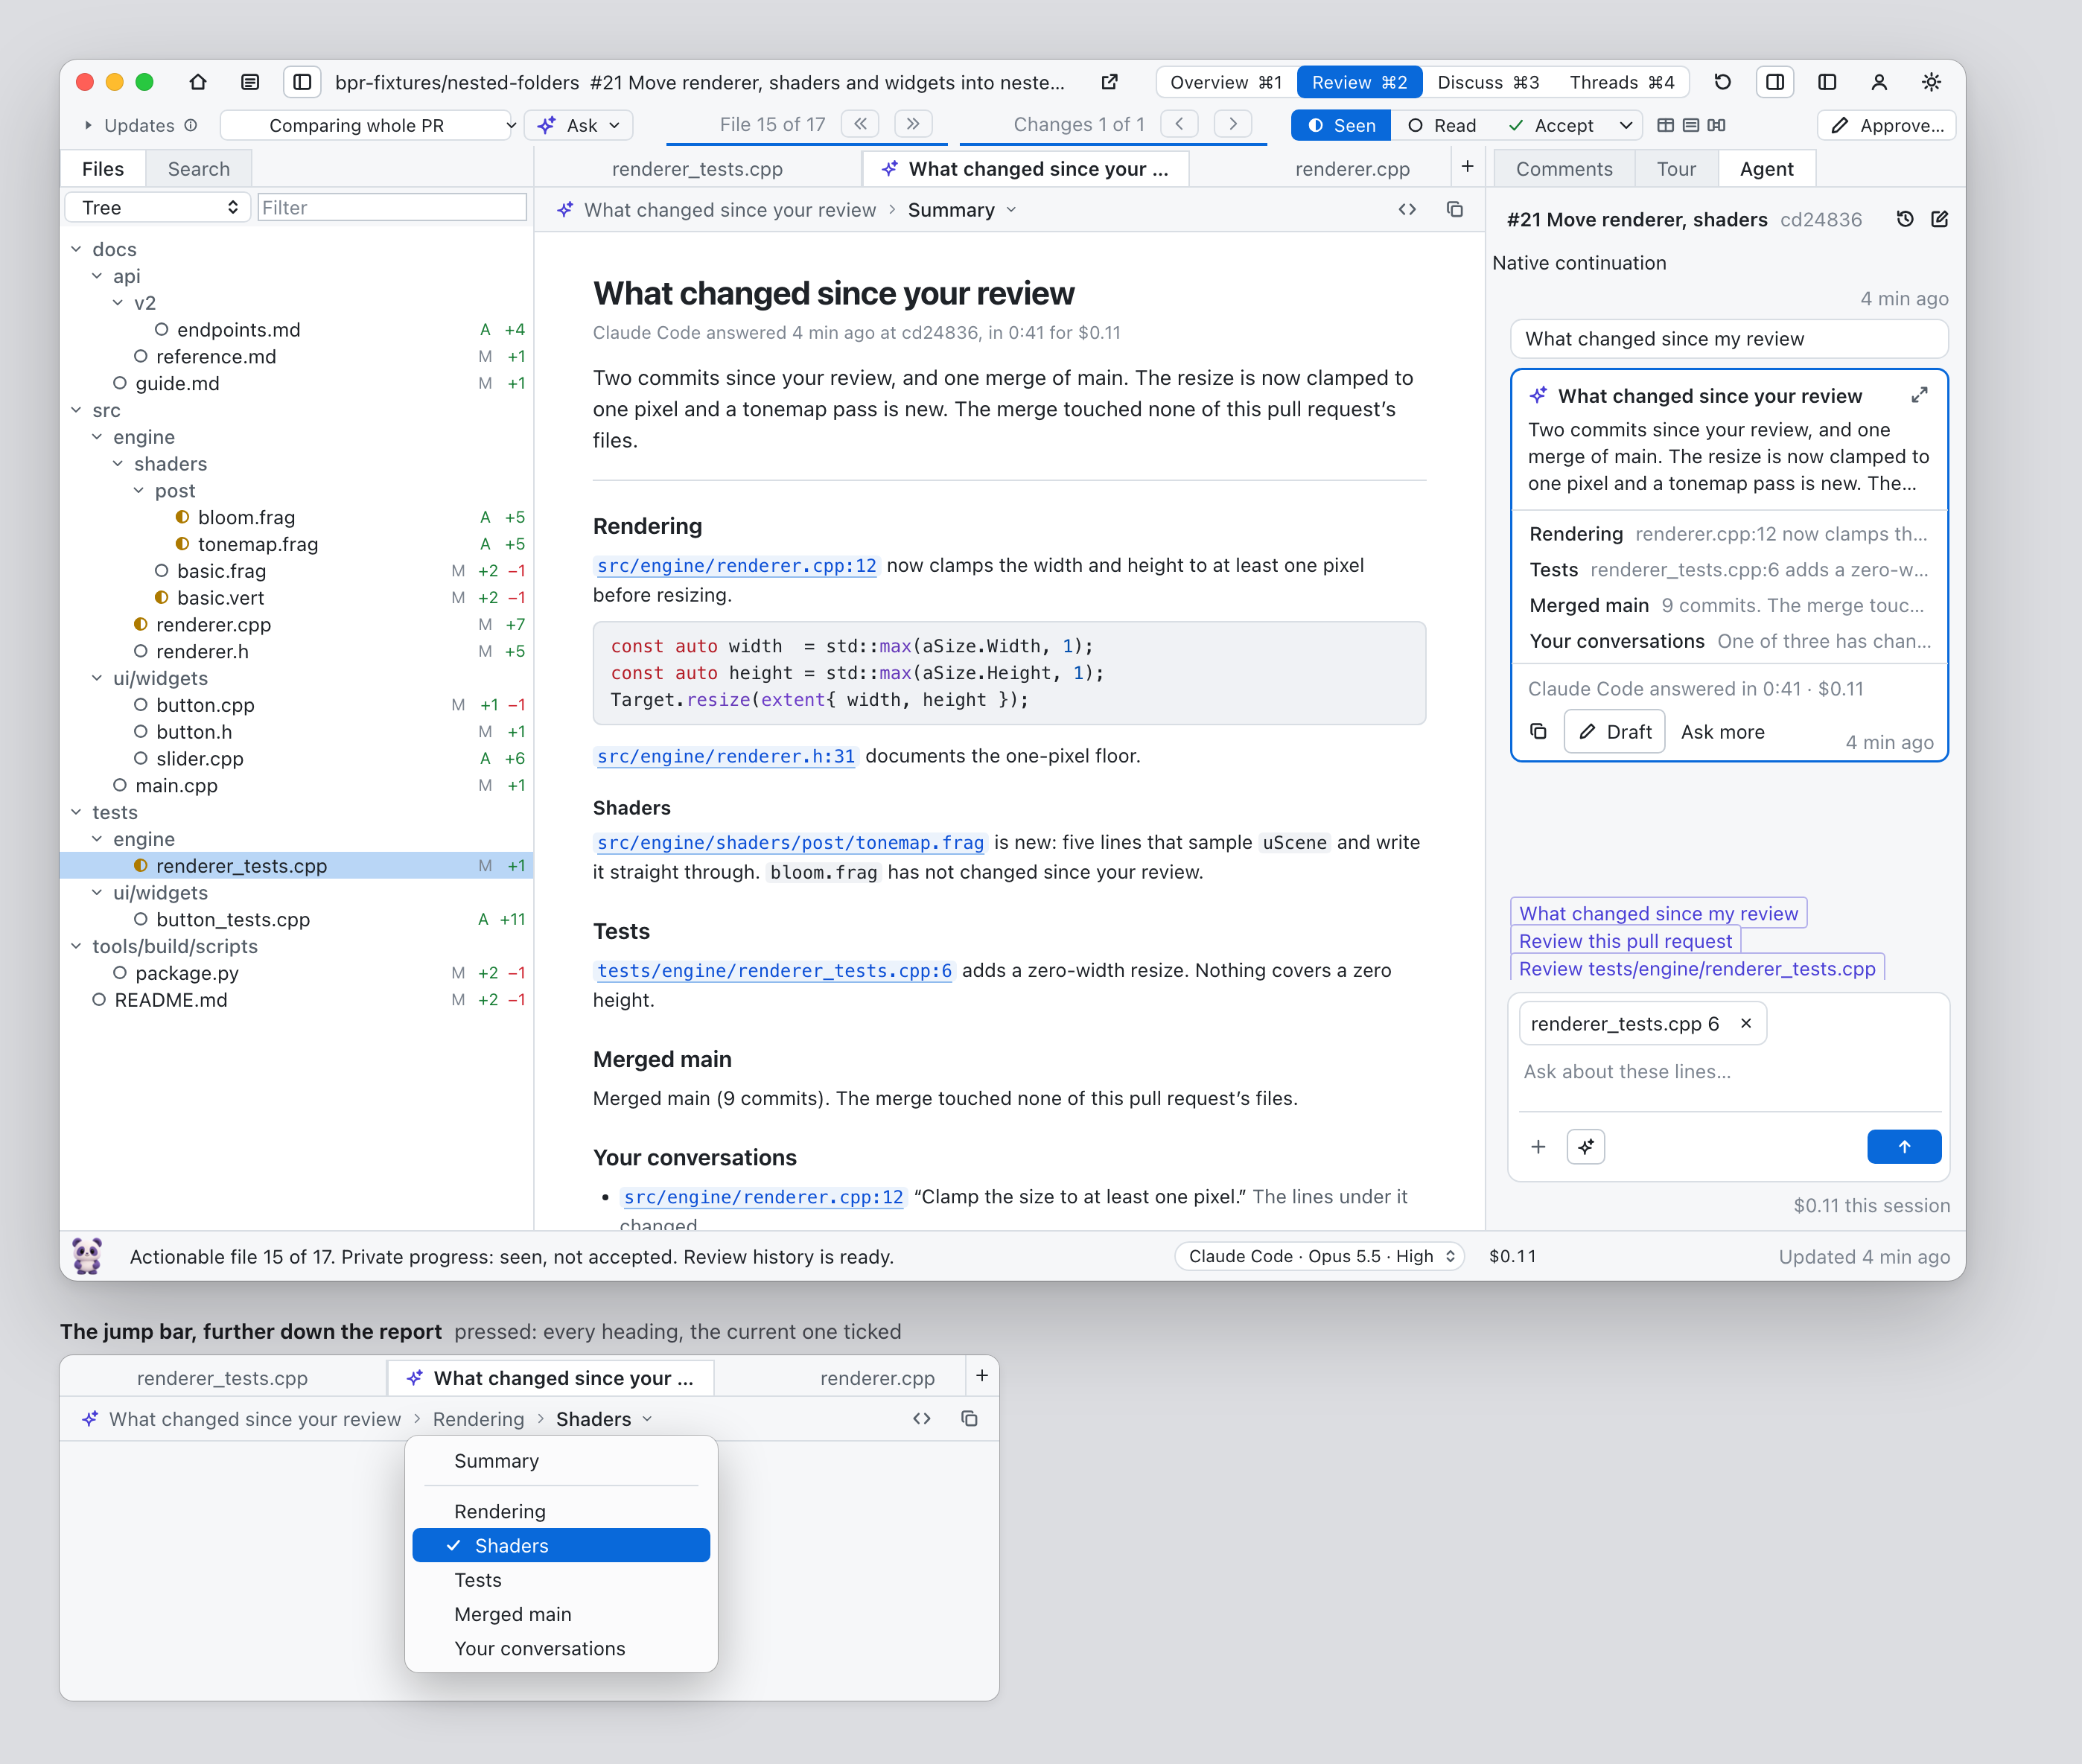 bpr-fixtures/nested-folders #21 Move renderer, shaders and widgets into neste...
Overview ⌘1 Review ⌘2 Discuss ⌘3 Threads ⌘4
Updates
Comparing whole PR
Ask
File 15 of 17
Changes 1 of 1
Seen Read Accept
Approve...
Files Search
renderer_tests.cpp
What changed since your ...
renderer.cpp
+
Comments Tour Agent
Tree
Filter
What changed since your review › Summary
docs
api
v2
endpoints.md A +4
reference.md M +1
guide.md M +1
src
engine
shaders
post
bloom.frag A +5
tonemap.frag A +5
basic.frag M +2 −1
basic.vert M +2 −1
renderer.cpp M +7
renderer.h M +5
ui/widgets
button.cpp M +1 −1
button.h M +1
slider.cpp A +6
main.cpp M +1
tests
engine
renderer_tests.cpp M +1
ui/widgets
button_tests.cpp A +11
tools/build/scripts
package.py M +2 −1
README.md M +2 −1
What changed since your review
Claude Code answered 4 min ago at cd24836, in 0:41 for $0.11
Two commits since your review, and one merge of main. The resize is now clamped to
one pixel and a tonemap pass is new. The merge touched none of this pull request’s
files.
Rendering
src/engine/renderer.cpp:12 now clamps the width and height to at least one pixel
before resizing.
const auto width  = std::max(aSize.Width, 1);
const auto height = std::max(aSize.Height, 1);
Target.resize(extent{ width, height });
src/engine/renderer.h:31 documents the one-pixel floor.
Shaders
src/engine/shaders/post/tonemap.frag is new: five lines that sample uScene and write
it straight through. bloom.frag has not changed since your review.
Tests
tests/engine/renderer_tests.cpp:6 adds a zero-width resize. Nothing covers a zero
height.
Merged main
Merged main (9 commits). The merge touched none of this pull request’s files.
Your conversations
• src/engine/renderer.cpp:12 “Clamp the size to at least one pixel.” The lines under it
changed
#21 Move renderer, shaders cd24836
Native continuation
4 min ago
What changed since my review
What changed since your review
Two commits since your review, and one
merge of main. The resize is now clamped to
one pixel and a tonemap pass is new. The...
Rendering renderer.cpp:12 now clamps th...
Tests renderer_tests.cpp:6 adds a zero-w...
Merged main 9 commits. The merge touc...
Your conversations One of three has chan...
Claude Code answered in 0:41 · $0.11
Draft Ask more 4 min ago
What changed since my review
Review this pull request
Review tests/engine/renderer_tests.cpp
renderer_tests.cpp 6 ×
Ask about these lines...
+
$0.11 this session
Actionable file 15 of 17. Private progress: seen, not accepted. Review history is ready.
Claude Code · Opus 5.5 · High
$0.11
Updated 4 min ago
The jump bar, further down the report pressed: every heading, the current one ticked
renderer_tests.cpp
What changed since your ...
renderer.cpp
+
What changed since your review › Rendering › Shaders
Summary
Rendering
✓ Shaders
Tests
Merged main
Your conversations